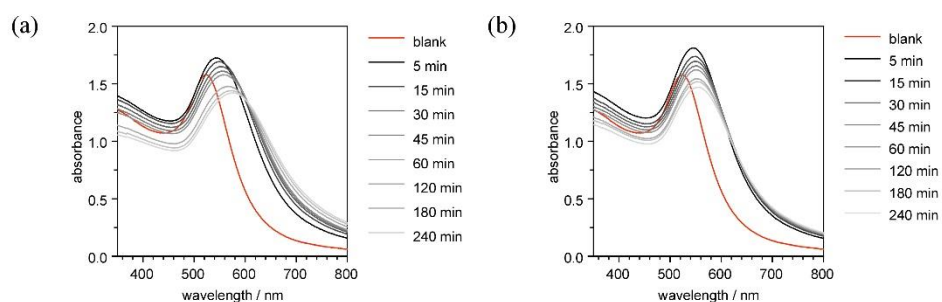 (a)
2.0
1.5
1.0
0.5
0.0
absorbance
400 500 600 700 800
wavelength / nm
blank
5 min
15 min
30 min
45 min
60 min
120 min
180 min
240 min
(b)
2.0
1.5
1.0
0.5
0.0
absorbance
400 500 600 700 800
wavelength / nm
blank
5 min
15 min
30 min
45 min
60 min
120 min
180 min
240 min